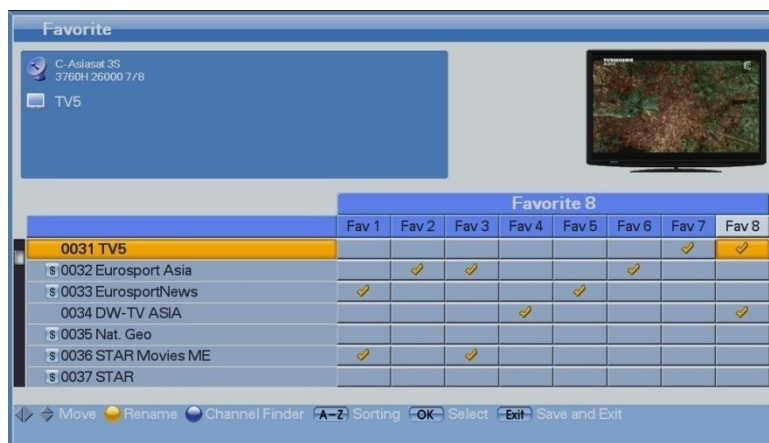 Favorite
C-Asiasat 3S
3760H 26000 7/8
TV5
Favorite 8
Fav 1 Fav 2 Fav 3 Fav 4 Fav 5 Fav 6 Fav 7 Fav 8
0031 TV5
$ 0032 Eurosport Asia
$ 0033 EurosportNews
0034 DW-TV ASIA
$ 0035 Nat. Geo
$ 0036 STAR Movies ME
$ 0037 STAR
Move Rename Channel Finder A-Z Sorting OK Select Exit Save and Exit